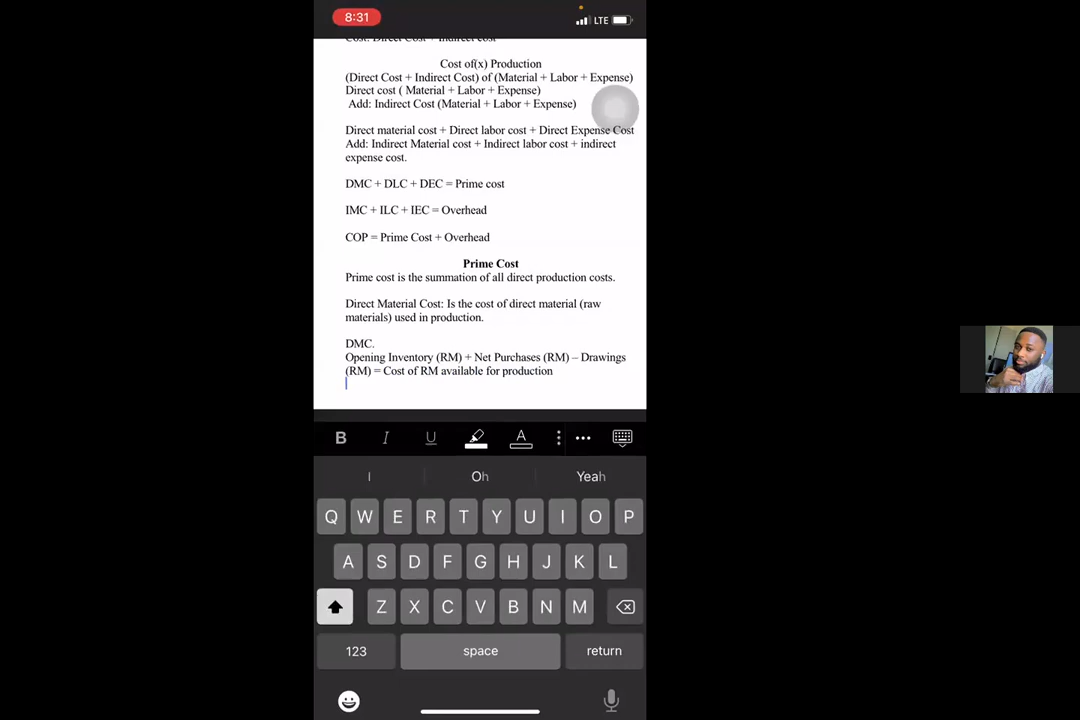 8:31
LTE
Cost: Direct Cost + Indirect cost
Cost of(x) Production
(Direct Cost + Indirect Cost) of (Material + Labor + Expense)
Direct cost ( Material + Labor + Expense)
Add: Indirect Cost (Material + Labor + Expense)
Direct material cost + Direct labor cost + Direct Expense Cost
Add: Indirect Material cost + Indirect labor cost + indirect
expense cost.
DMC + DLC + DEC = Prime cost
IMC + ILC + IEC = Overhead
COP = Prime Cost + Overhead
Prime Cost
Prime cost is the summation of all direct production costs.
Direct Material Cost: Is the cost of direct material (raw
materials) used in production.
DMC.
Opening Inventory (RM) + Net Purchases (RM) – Drawings
(RM) = Cost of RM available for production
B I U A
I Oh Yeah
Q W E R T Y U I O P
A S D F G H J K L
Z X C V B N M
123 space return